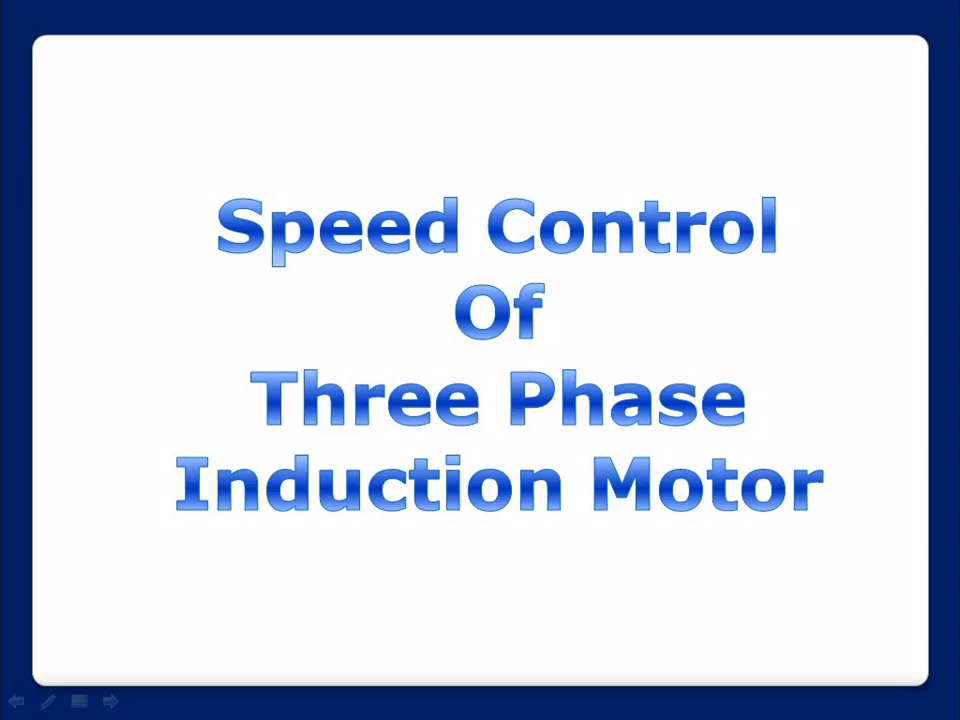 Speed Control
Of
Three Phase
Induction Motor